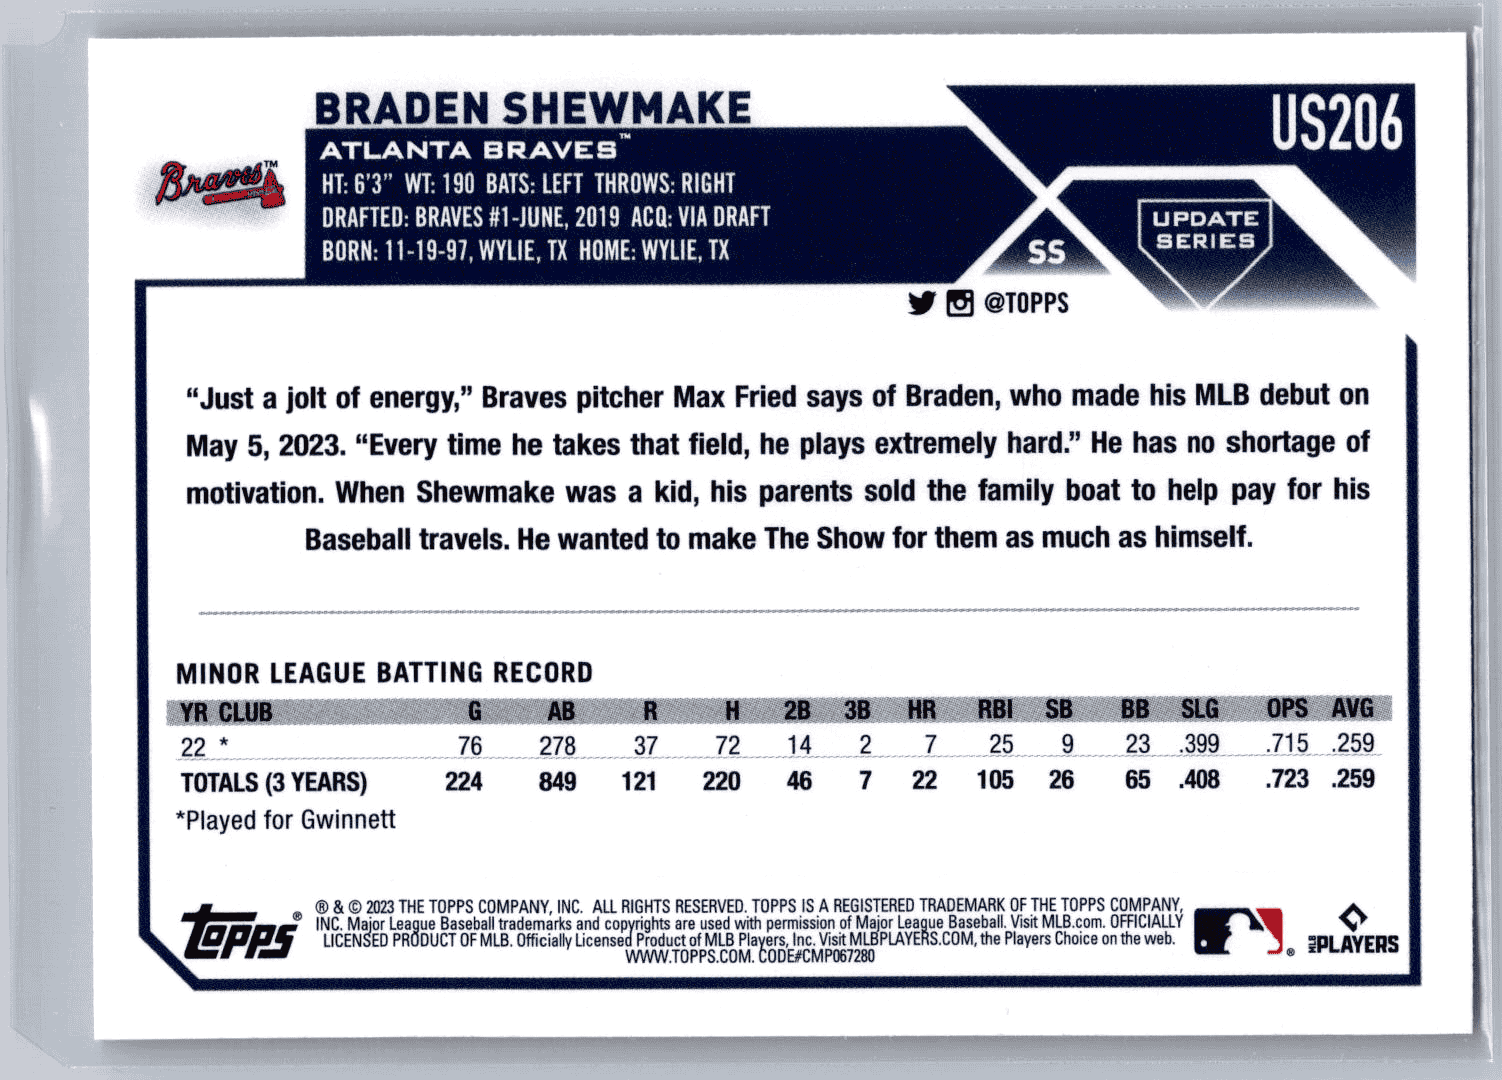 BRADEN SHEWMAKE
US206
ATLANTA BRAVES™
Braves™
HT: 6'3” WT: 190 BATS: LEFT THROWS: RIGHT
DRAFTED: BRAVES #1-JUNE, 2019 ACQ: VIA DRAFT
BORN: 11-19-97, WYLIE, TX HOME: WYLIE, TX
SS
UPDATE
SERIES
@TOPPS
“Just a jolt of energy,” Braves pitcher Max Fried says of Braden, who made his MLB debut on
May 5, 2023. “Every time he takes that field, he plays extremely hard.” He has no shortage of
motivation. When Shewmake was a kid, his parents sold the family boat to help pay for his
Baseball travels. He wanted to make The Show for them as much as himself.
MINOR LEAGUE BATTING RECORD
YR CLUB G AB R H 2B 3B HR RBI SB BB SLG OPS AVG
22 * 76 278 37 72 14 2 7 25 9 23 .399 .715 .259
TOTALS (3 YEARS) 224 849 121 220 46 7 22 105 26 65 .408 .723 .259
*Played for Gwinnett
Topps®
® & © 2023 THE TOPPS COMPANY, INC. ALL RIGHTS RESERVED. TOPPS IS A REGISTERED TRADEMARK OF THE TOPPS COMPANY,
INC. Major League Baseball trademarks and copyrights are used with permission of Major League Baseball. Visit MLB.com. OFFICIALLY
LICENSED PRODUCT OF MLB. Officially Licensed Product of MLB Players, Inc. Visit MLBPLAYERS.COM, the Players Choice on the web.
WWW.TOPPS.COM. CODE#CMP067280
®
MLB PLAYERS